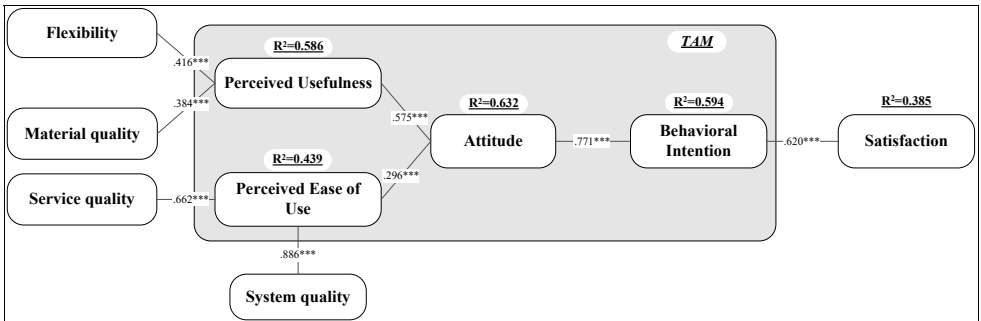 Flexibility
TAM
R²=0.586
.416***
Perceived Usefulness
R²=0.632
R²=0.594
R²=0.385
.384***
.575***
Material quality
Attitude
.771***
Behavioral
Intention
.620***
Satisfaction
R²=0.439
.296***
Service quality
.662***
Perceived Ease of
Use
.886***
System quality